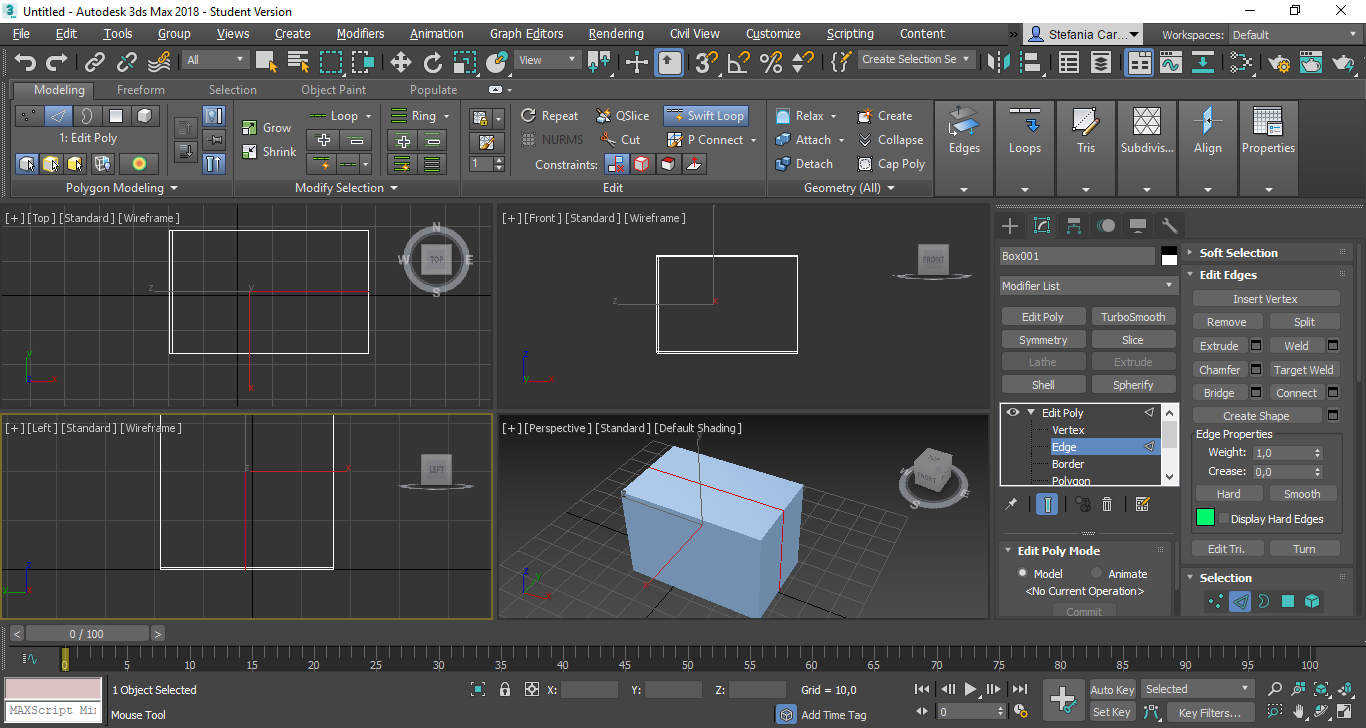 Untitled - Autodesk 3ds Max 2018 - Student Version
File Edit Tools Group Views Create Modifiers Animation Graph Editors Rendering Civil View Customize Scripting Content » Stefania Car... Workspaces: Default
All View 3 % Create Selection Se
Modeling Freeform Selection Object Paint Populate
Loop Ring Repeat QSlice Swift Loop Relax Create
1: Edit Poly Grow NURMS Cut P Connect Attach Collapse Edges Loops Tris Subdivis... Align Properties
Shrink 1 Constraints: Detach Cap Poly
Polygon Modeling Modify Selection Edit Geometry (All)
[+] [Top] [Standard] [Wireframe] [+] [Front] [Standard] [Wireframe]
N
W TOP E FRONT
S
z y z x
y z
x x y x
Box001
Modifier List
Edit Poly TurboSmooth
Symmetry Slice
Lathe Extrude
Shell Spherify
Edit Poly
Vertex
Edge
Border
Polygon
Soft Selection
Edit Edges
Insert Vertex
Remove Split
Extrude Weld
Chamfer Target Weld
Bridge Connect
Create Shape
Edge Properties
Weight: 1,0
Crease: 0,0
Hard Smooth
Display Hard Edges
Edit Tri. Turn
Selection
[+] [Left] [Standard] [Wireframe] [+] [Perspective] [Standard] [Default Shading]
LEFT TOP FRONT
z x E S
z y x z y x
Edit Poly Mode
Model Animate
<No Current Operation>
Commit
< 0 / 100 >
0 5 10 15 20 25 30 35 40 45 50 55 60 65 70 75 80 85 90 95 100
1 Object Selected X: Y: Z: Grid = 10,0 Auto Key Selected
MAXScript Mi Mouse Tool Add Time Tag 0 Set Key Key Filters...